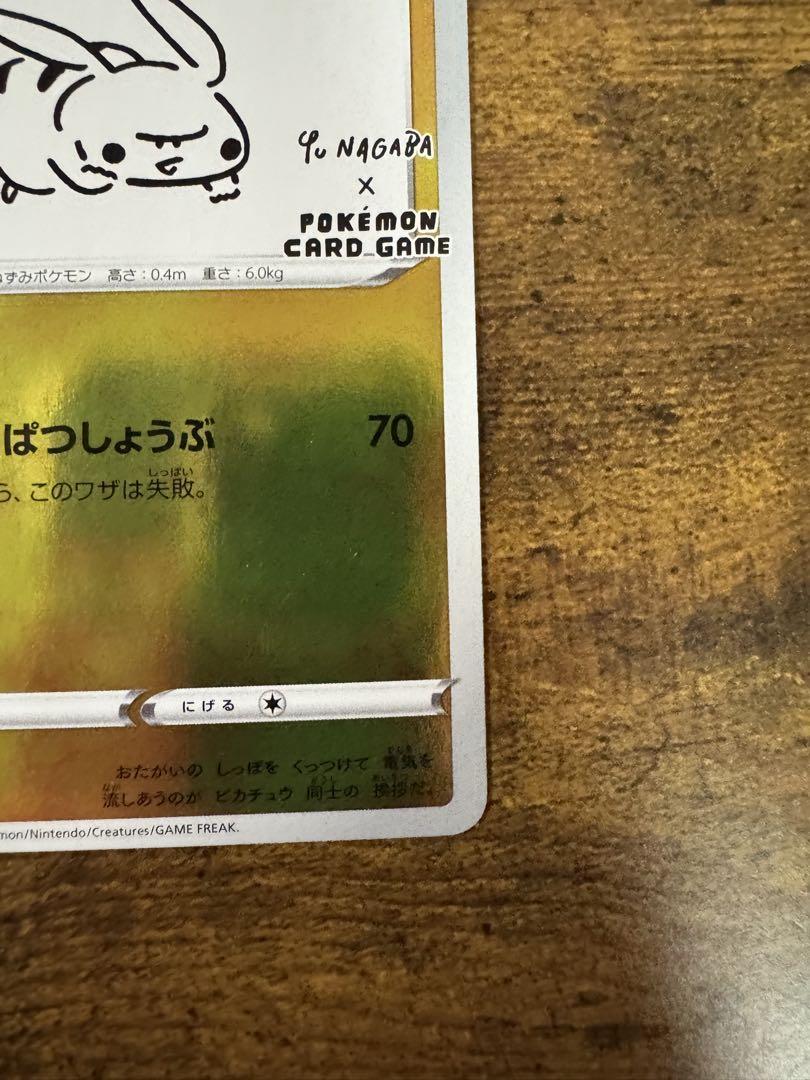 Yu NAGABA
x
POKÉMON
CARD GAME
ねずみポケモン 高さ：0.4m 重さ：6.0kg
ぱつしょうぶ 70
しっぱい
ら、このワザは失敗。
にげる
でんき
おたがいの しっぽを くっつけて 電気を
なが どうし あいさつ
流しあうのが ピカチュウ 同士の 挨拶だ。
mon/Nintendo/Creatures/GAME FREAK.